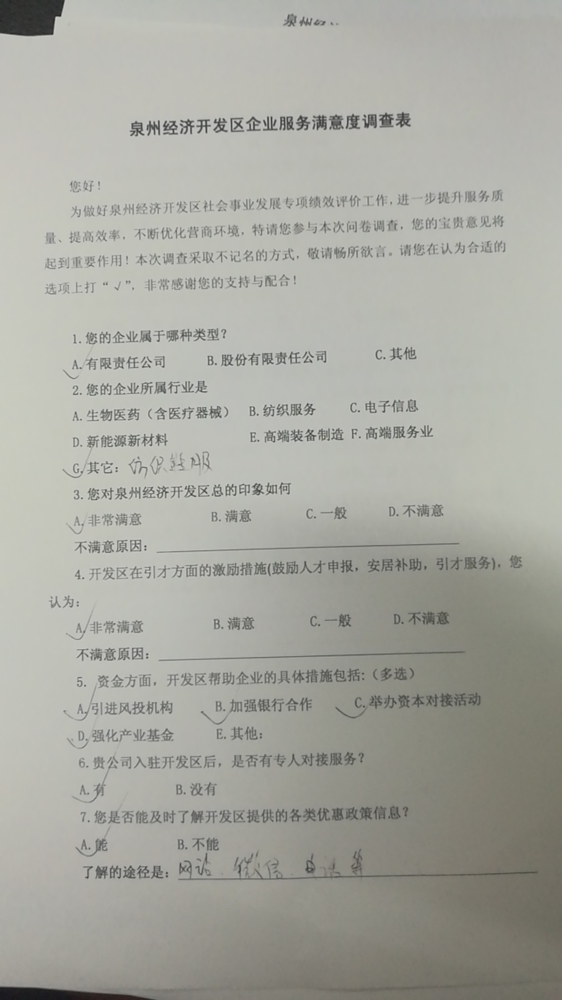 泉州经济开发区企业服务满意度调查表
您好！
为做好泉州经济开发区社会事业发展专项绩效评价工作，进一步提升服务质
量、提高效率，不断优化营商环境，特请您参与本次问卷调查，您的宝贵意见将
起到重要作用！本次调查采取不记名的方式，敬请畅所欲言。请您在认为合适的
选项上打“√”，非常感谢您的支持与配合！
1.您的企业属于哪种类型？
A.有限责任公司 B.股份有限责任公司 C.其他
2.您的企业所属行业是
A.生物医药（含医疗器械） B.纺织服务 C.电子信息
D.新能源新材料 E.高端装备制造 F.高端服务业
G.其它：纺织鞋服
3.您对泉州经济开发区总的印象如何
A.非常满意 B.满意 C.一般 D.不满意
不满意原因：
4.开发区在引才方面的激励措施(鼓励人才申报，安居补助，引才服务)，您
认为：
A.非常满意 B.满意 C.一般 D.不满意
不满意原因：
5. 资金方面，开发区帮助企业的具体措施包括:（多选）
A.引进风投机构 B.加强银行合作 C.举办资本对接活动
D.强化产业基金 E.其他：
6.贵公司入驻开发区后，是否有专人对接服务？
A.有 B.没有
7.您是否能及时了解开发区提供的各类优惠政策信息？
A.能 B.不能
了解的途径是：网站、微信、电话等